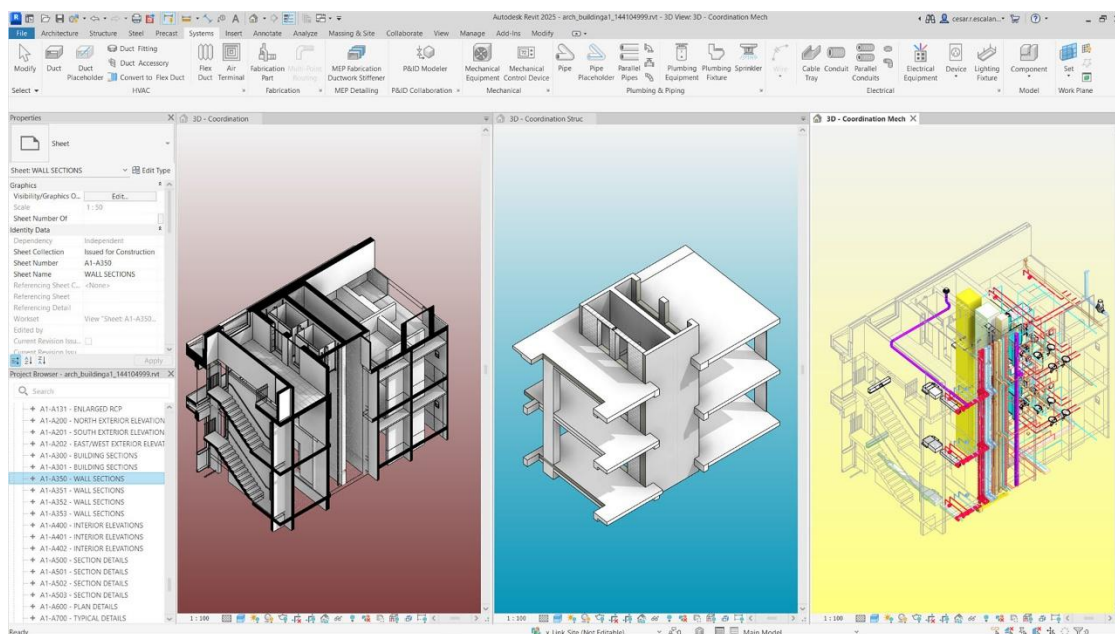 Autodesk Revit 2025 - arch_buildinga1_144104999.rvt - 3D View: 3D - Coordination Mech
cesar.r.escalan...
File Architecture Structure Steel Precast Systems Insert Annotate Analyze Massing & Site Collaborate View Manage Add-Ins Modify
Modify
Duct
Duct Placeholder
Duct Fitting
Duct Accessory
Convert to Flex Duct
Flex Duct
Air Terminal
Fabrication Part
MEP Fabrication Ductwork Stiffener
P&ID Modeler
Mechanical Equipment
Mechanical Control Device
Pipe
Pipe Placeholder
Parallel Pipes
Plumbing Equipment
Plumbing Fixture
Sprinkler
Wire
Cable Tray
Conduit
Parallel Conduits
Electrical Equipment
Device
Lighting Fixture
Component
Set
Select HVAC Fabrication MEP Detailing P&ID Collaboration Mechanical Plumbing & Piping Electrical Model Work Plane
Properties
Sheet
Sheet: WALL SECTIONS Edit Type
Graphics
Visibility/Graphics O... Edit...
Scale 1 : 50
Sheet Number Of
Identity Data
Dependency Independent
Sheet Collection Issued for Construction
Sheet Number A1-A350
Sheet Name WALL SECTIONS
Referencing Sheet C... <None>
Referencing Sheet
Referencing Detail
Workset View "Sheet: A1-A350...
Edited by
Current Revision Issu...
Apply
Project Browser - arch_buildinga1_144104999.rvt
Search
A1-A131 - ENLARGED RCP
A1-A200 - NORTH EXTERIOR ELEVATION
A1-A201 - SOUTH EXTERIOR ELEVATION
A1-A202 - EAST/WEST EXTERIOR ELEVAT
A1-A300 - BUILDING SECTIONS
A1-A301 - BUILDING SECTIONS
A1-A350 - WALL SECTIONS
A1-A351 - WALL SECTIONS
A1-A352 - WALL SECTIONS
A1-A353 - WALL SECTIONS
A1-A400 - INTERIOR ELEVATIONS
A1-A401 - INTERIOR ELEVATIONS
A1-A402 - INTERIOR ELEVATIONS
A1-A500 - SECTION DETAILS
A1-A501 - SECTION DETAILS
A1-A502 - SECTION DETAILS
A1-A503 - SECTION DETAILS
A1-A600 - PLAN DETAILS
A1-A700 - TYPICAL DETAILS
3D - Coordination
3D - Coordination Struc
3D - Coordination Mech
1 : 100
1 : 100
1 : 100
Ready
Link Site (Not Editable)
Main Model